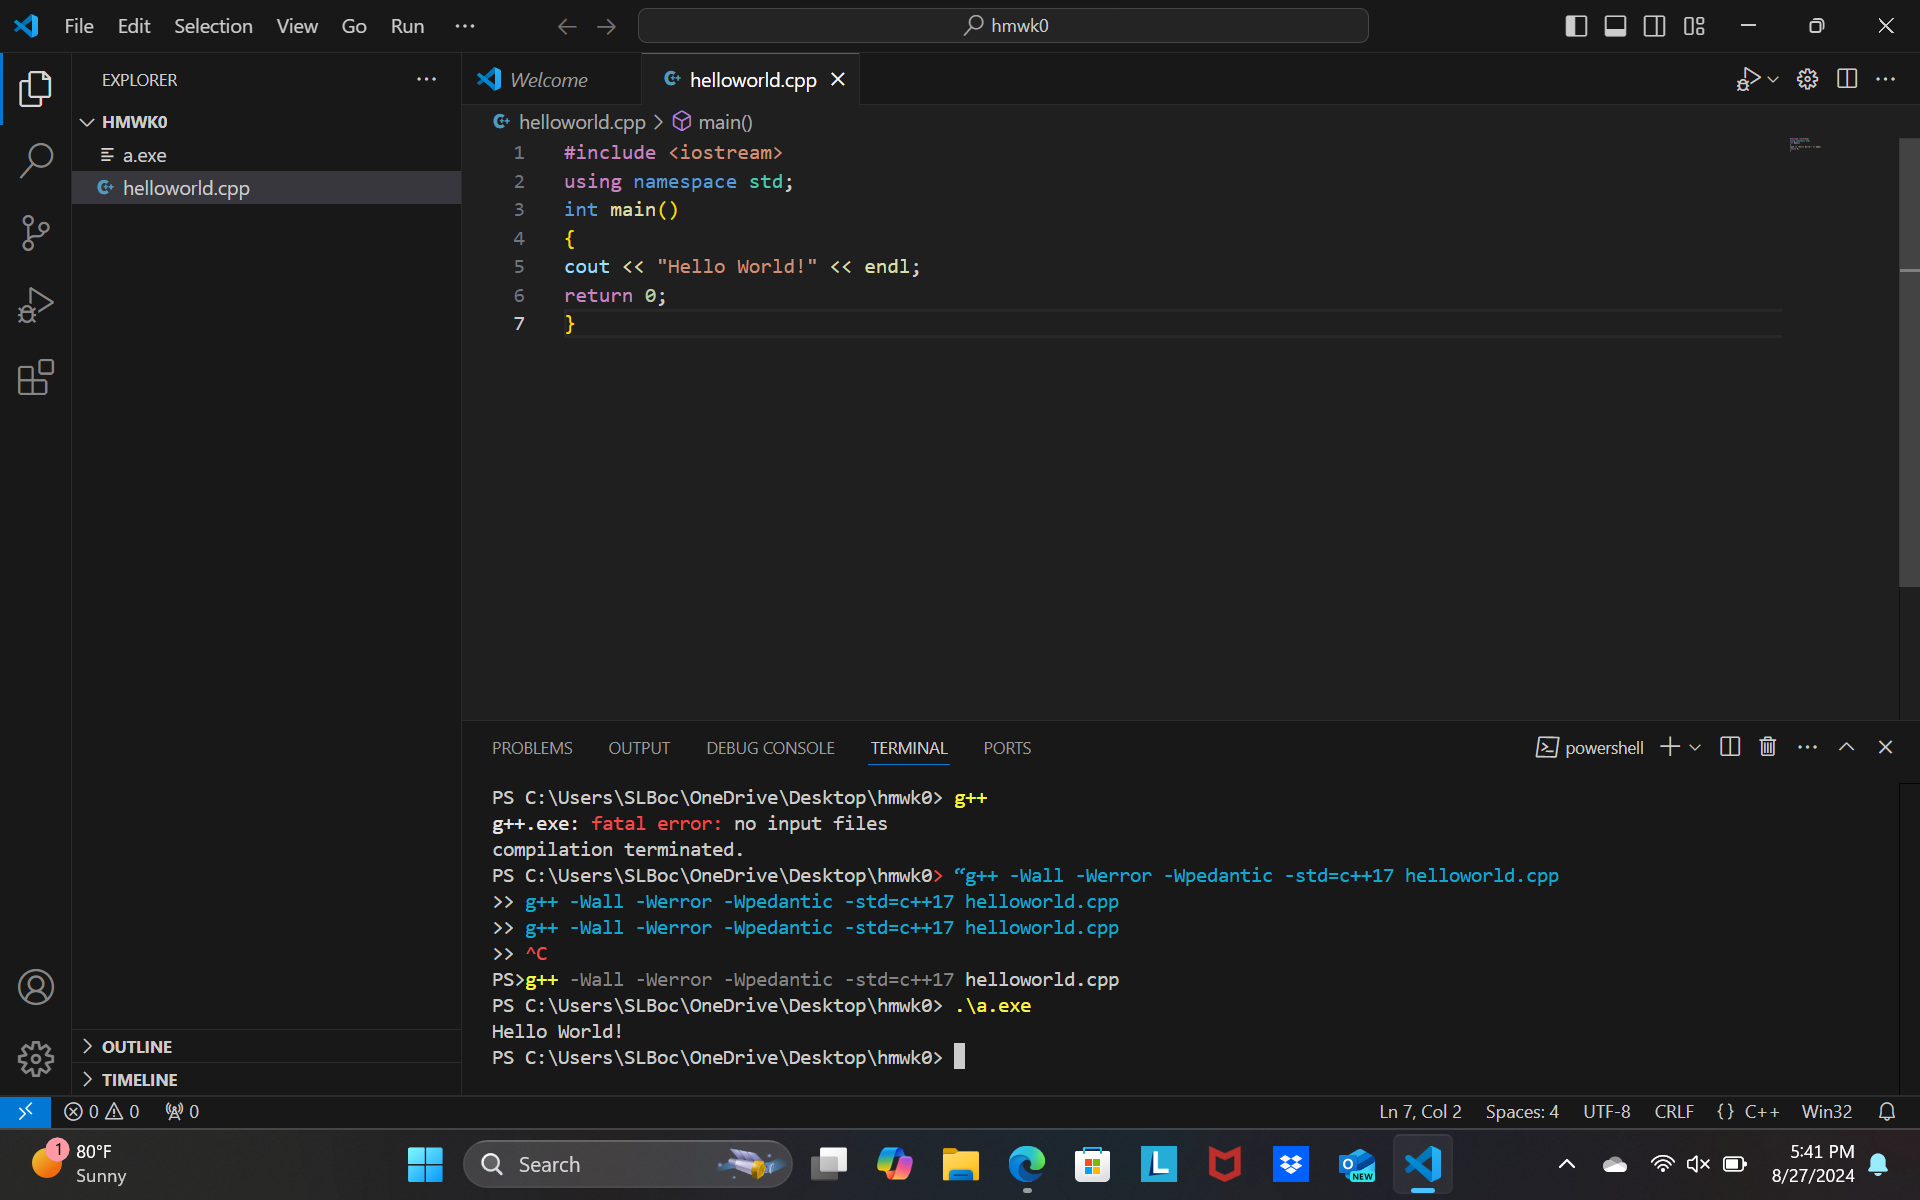 File Edit Selection View Go Run ···
hmwk0
EXPLORER
HMWK0
a.exe
helloworld.cpp
Welcome
helloworld.cpp
helloworld.cpp > main()
1 #include <iostream>
2 using namespace std;
3 int main()
4 {
5 cout << "Hello World!" << endl;
6 return 0;
7 }
PROBLEMS OUTPUT DEBUG CONSOLE TERMINAL PORTS
powershell
PS C:\Users\SLBoc\OneDrive\Desktop\hmwk0> g++
g++.exe: fatal error: no input files
compilation terminated.
PS C:\Users\SLBoc\OneDrive\Desktop\hmwk0> “g++ -Wall -Werror -Wpedantic -std=c++17 helloworld.cpp
>> g++ -Wall -Werror -Wpedantic -std=c++17 helloworld.cpp
>> g++ -Wall -Werror -Wpedantic -std=c++17 helloworld.cpp
>> ^C
PS>g++ -Wall -Werror -Wpedantic -std=c++17 helloworld.cpp
PS C:\Users\SLBoc\OneDrive\Desktop\hmwk0> .\a.exe
Hello World!
PS C:\Users\SLBoc\OneDrive\Desktop\hmwk0>
OUTLINE
TIMELINE
0 0 0
Ln 7, Col 2 Spaces: 4 UTF-8 CRLF {} C++ Win32
1
80°F
Sunny
Search
L
O
NEW
5:41 PM
8/27/2024